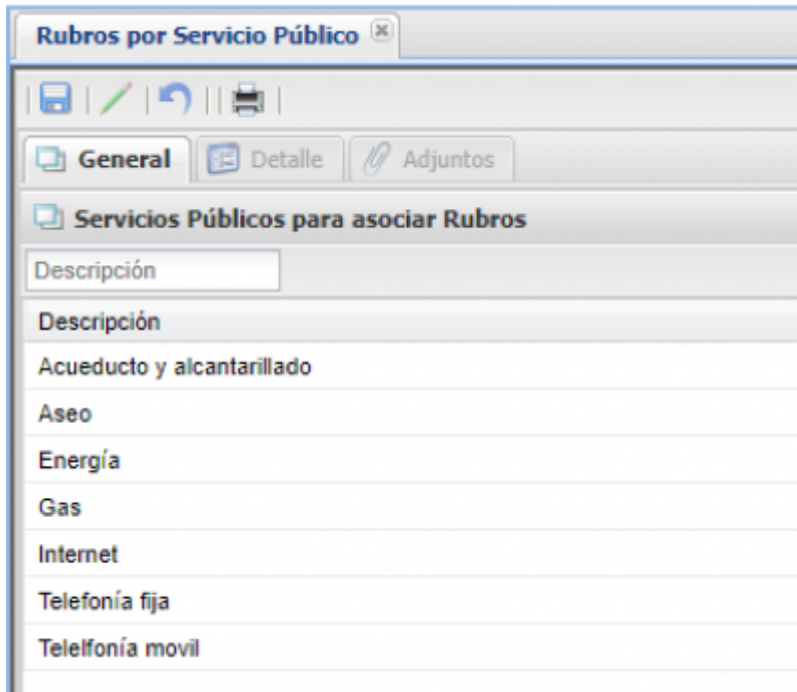 Rubros por Servicio Público
General Detalle Adjuntos
Servicios Públicos para asociar Rubros
Descripción
Descripción
Acueducto y alcantarillado
Aseo
Energía
Gas
Internet
Telefonía fija
Telelfonía movil